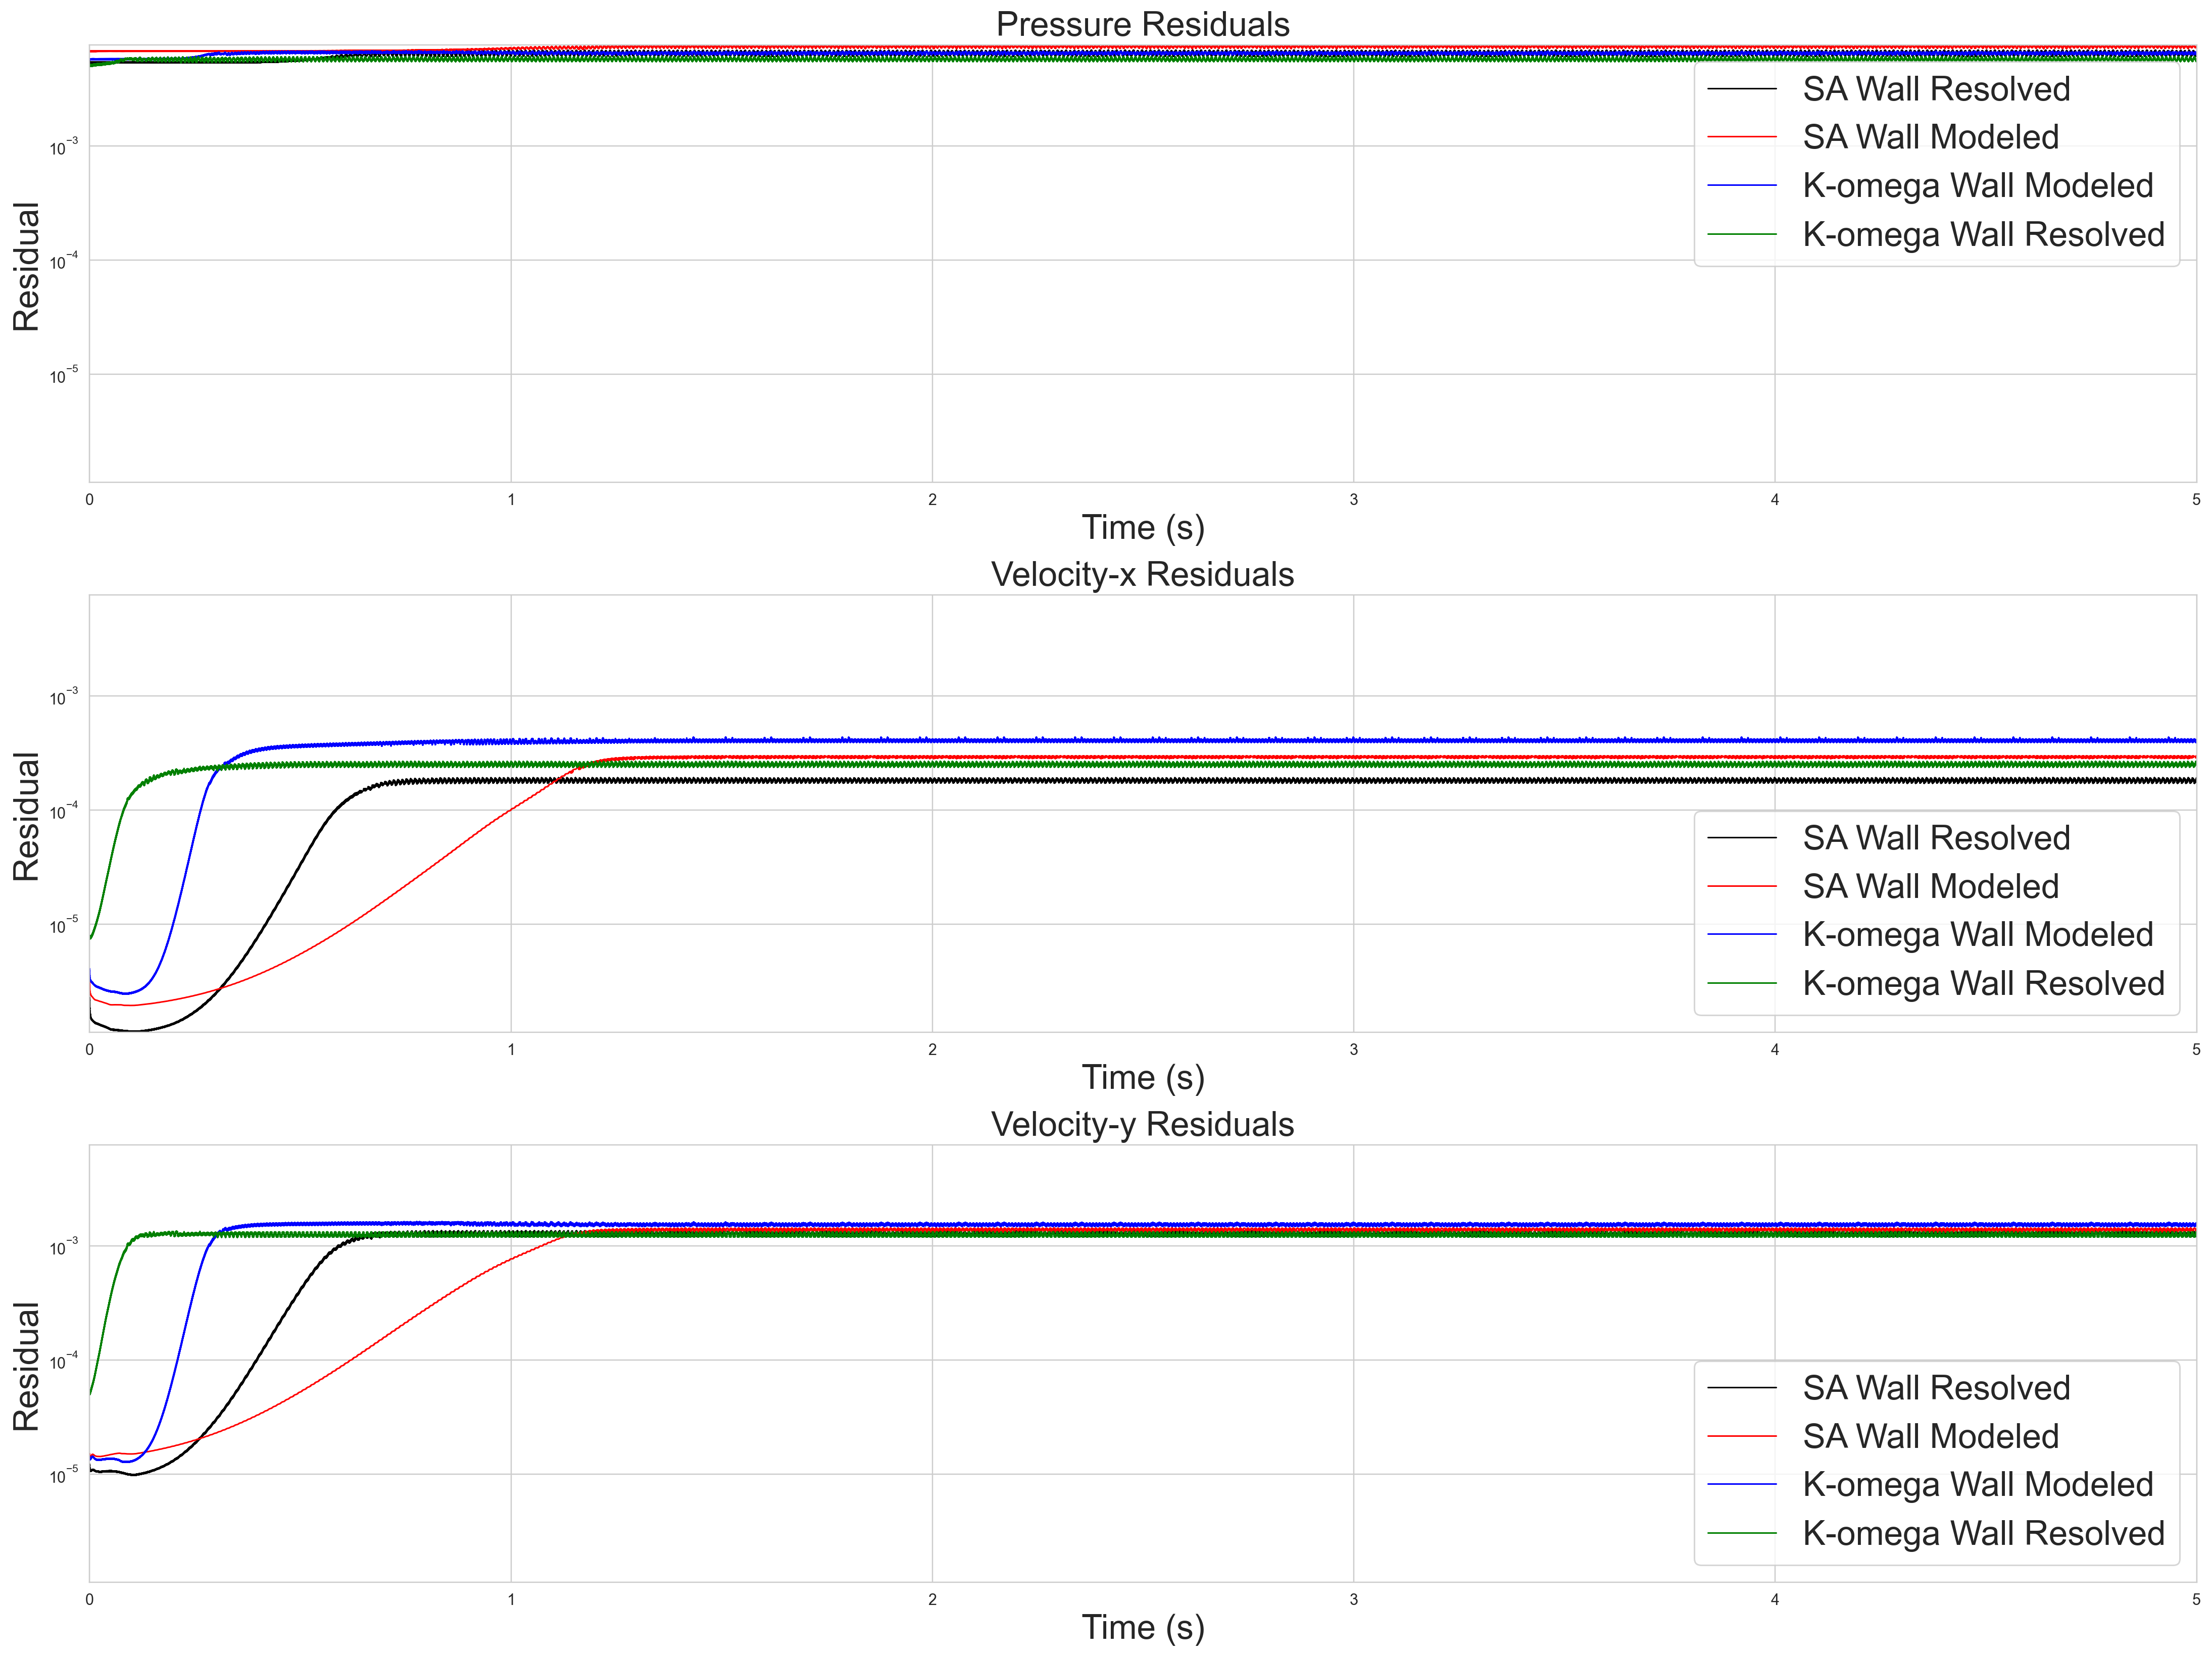 Pressure Residuals
Residual
10⁻³
10⁻⁴
10⁻⁵
SA Wall Resolved
SA Wall Modeled
K-omega Wall Modeled
K-omega Wall Resolved
0 1 2 3 4 5
Time (s)
Velocity-x Residuals
Residual
10⁻³
10⁻⁴
10⁻⁵
SA Wall Resolved
SA Wall Modeled
K-omega Wall Modeled
K-omega Wall Resolved
0 1 2 3 4 5
Time (s)
Velocity-y Residuals
Residual
10⁻³
10⁻⁴
10⁻⁵
SA Wall Resolved
SA Wall Modeled
K-omega Wall Modeled
K-omega Wall Resolved
0 1 2 3 4 5
Time (s)